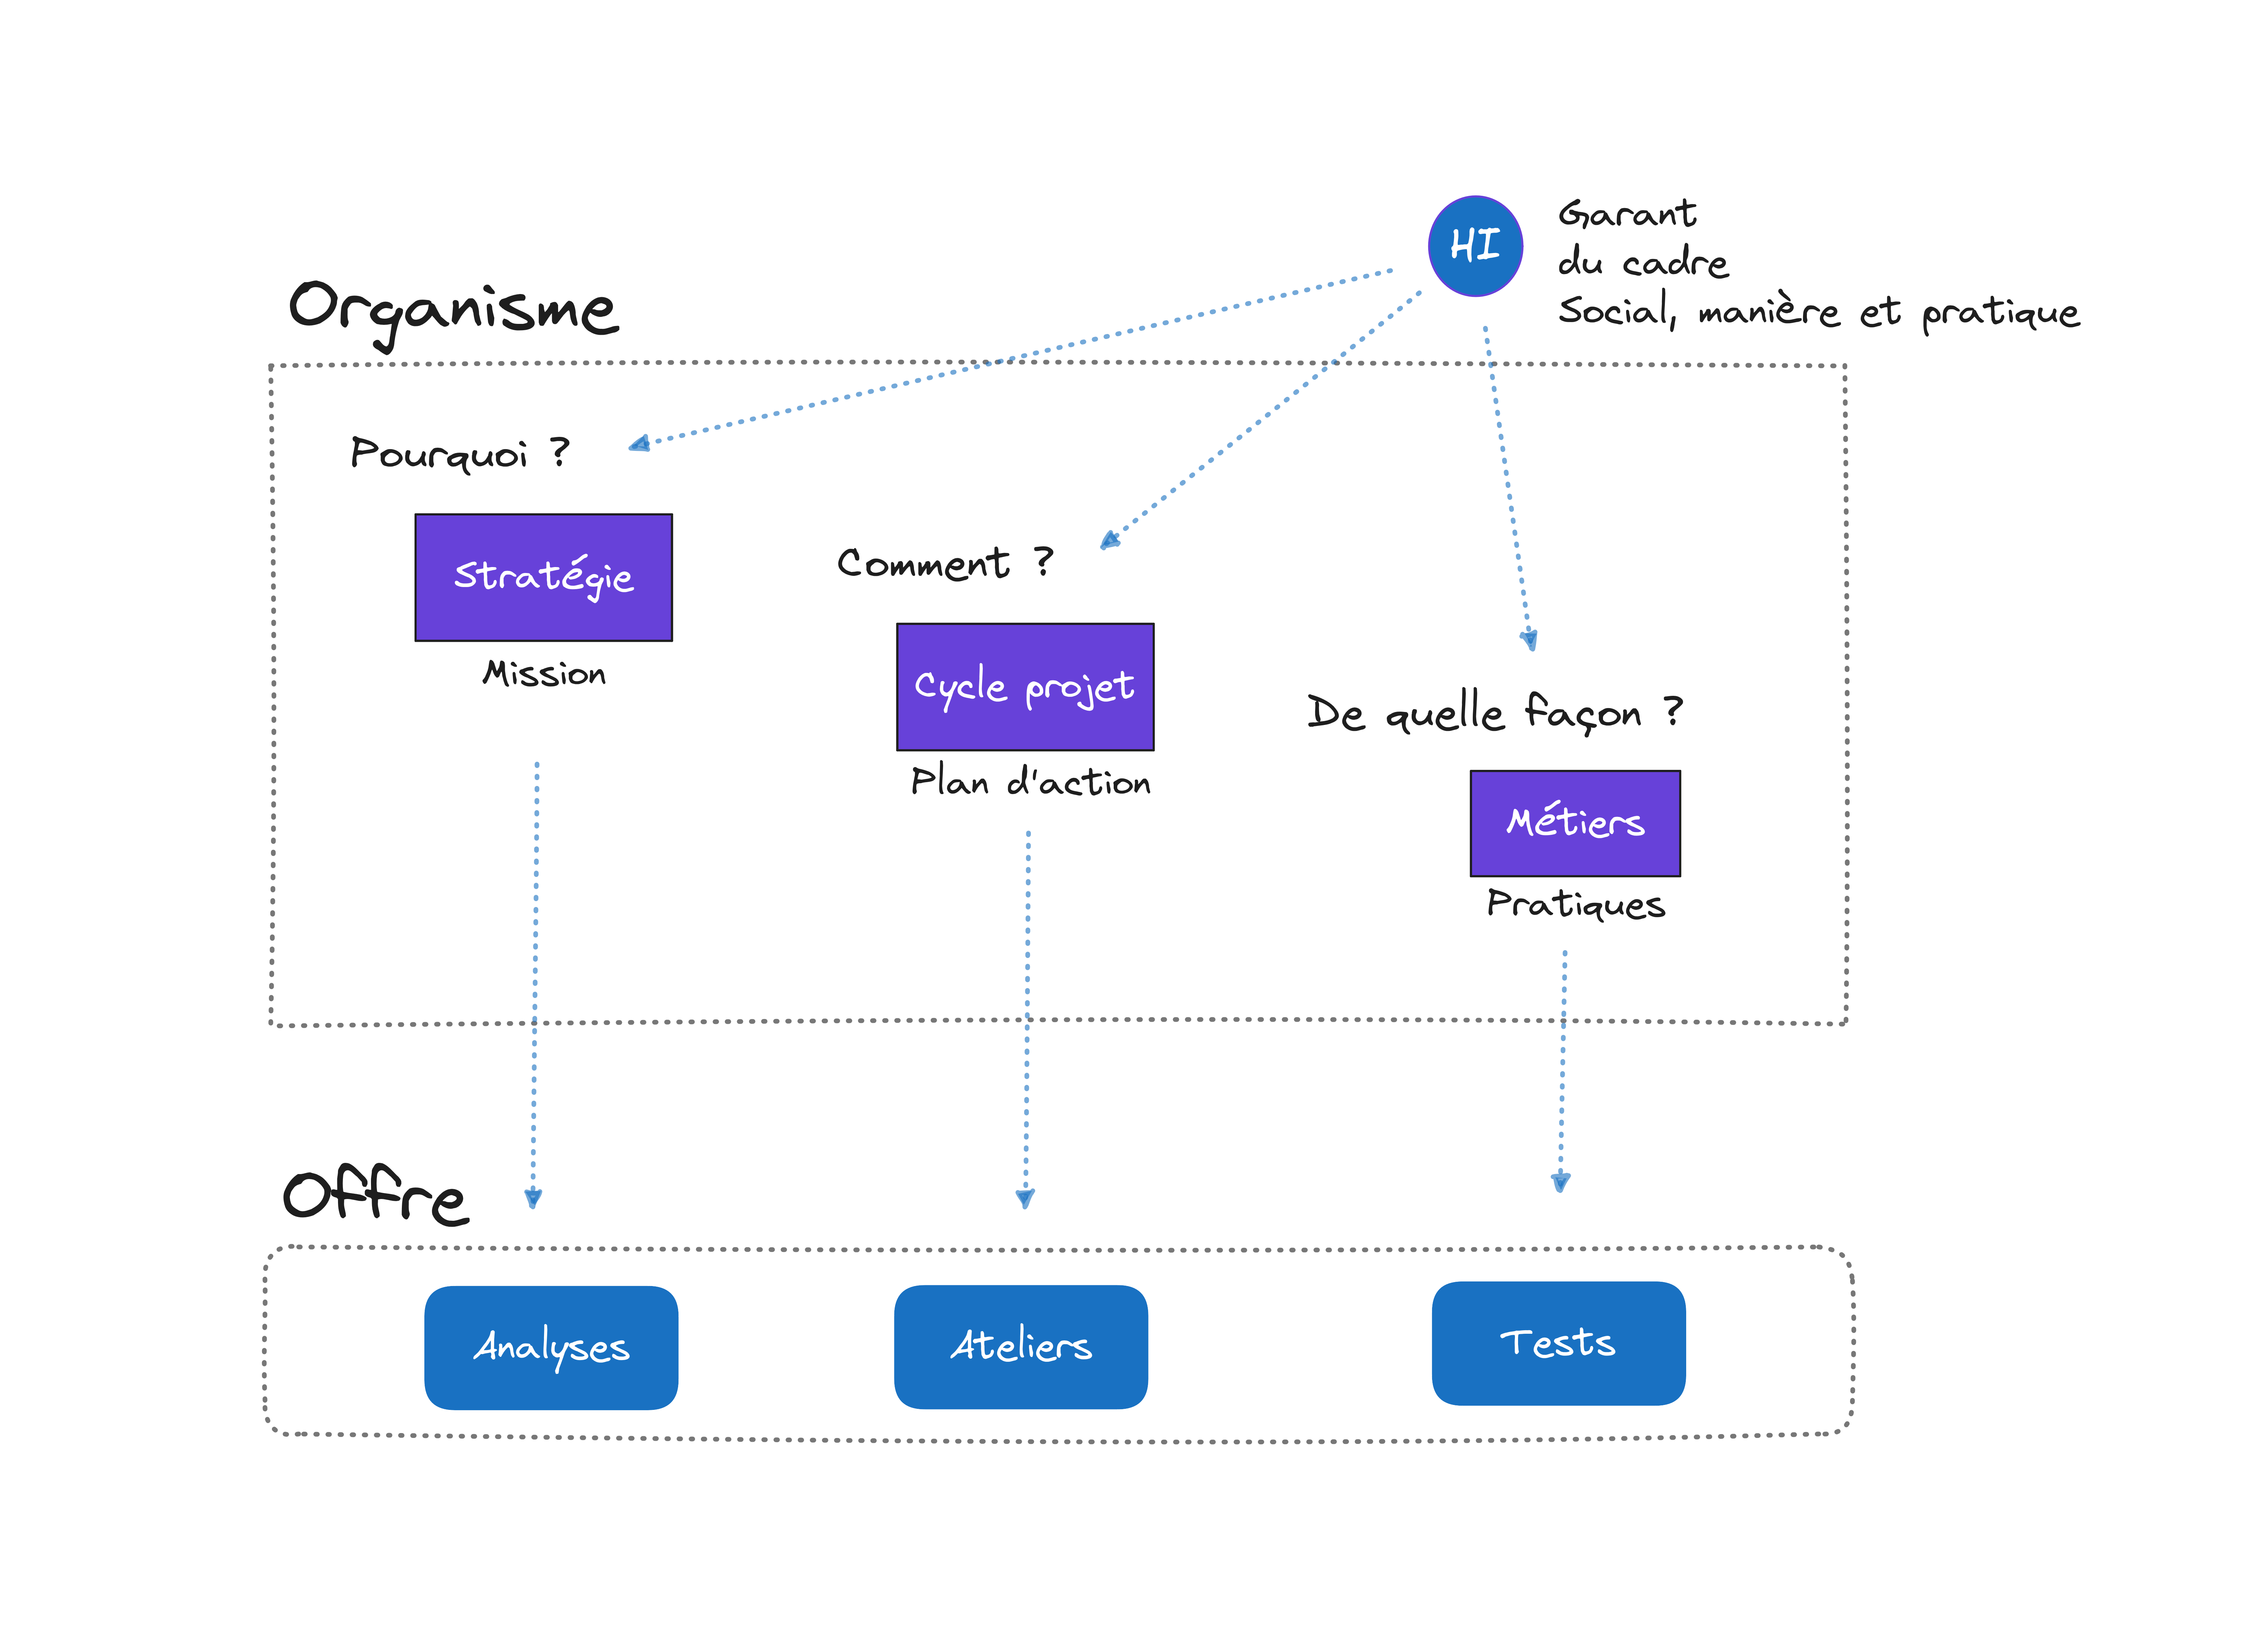 HI
Garant
du cadre
Social, manière et pratique
Organisme
Pourquoi ?
Stratégie
Mission
Comment ?
Cycle projet
Plan d'action
De quelle façon ?
Métiers
Pratiques
Offre
Analyses
Ateliers
Tests